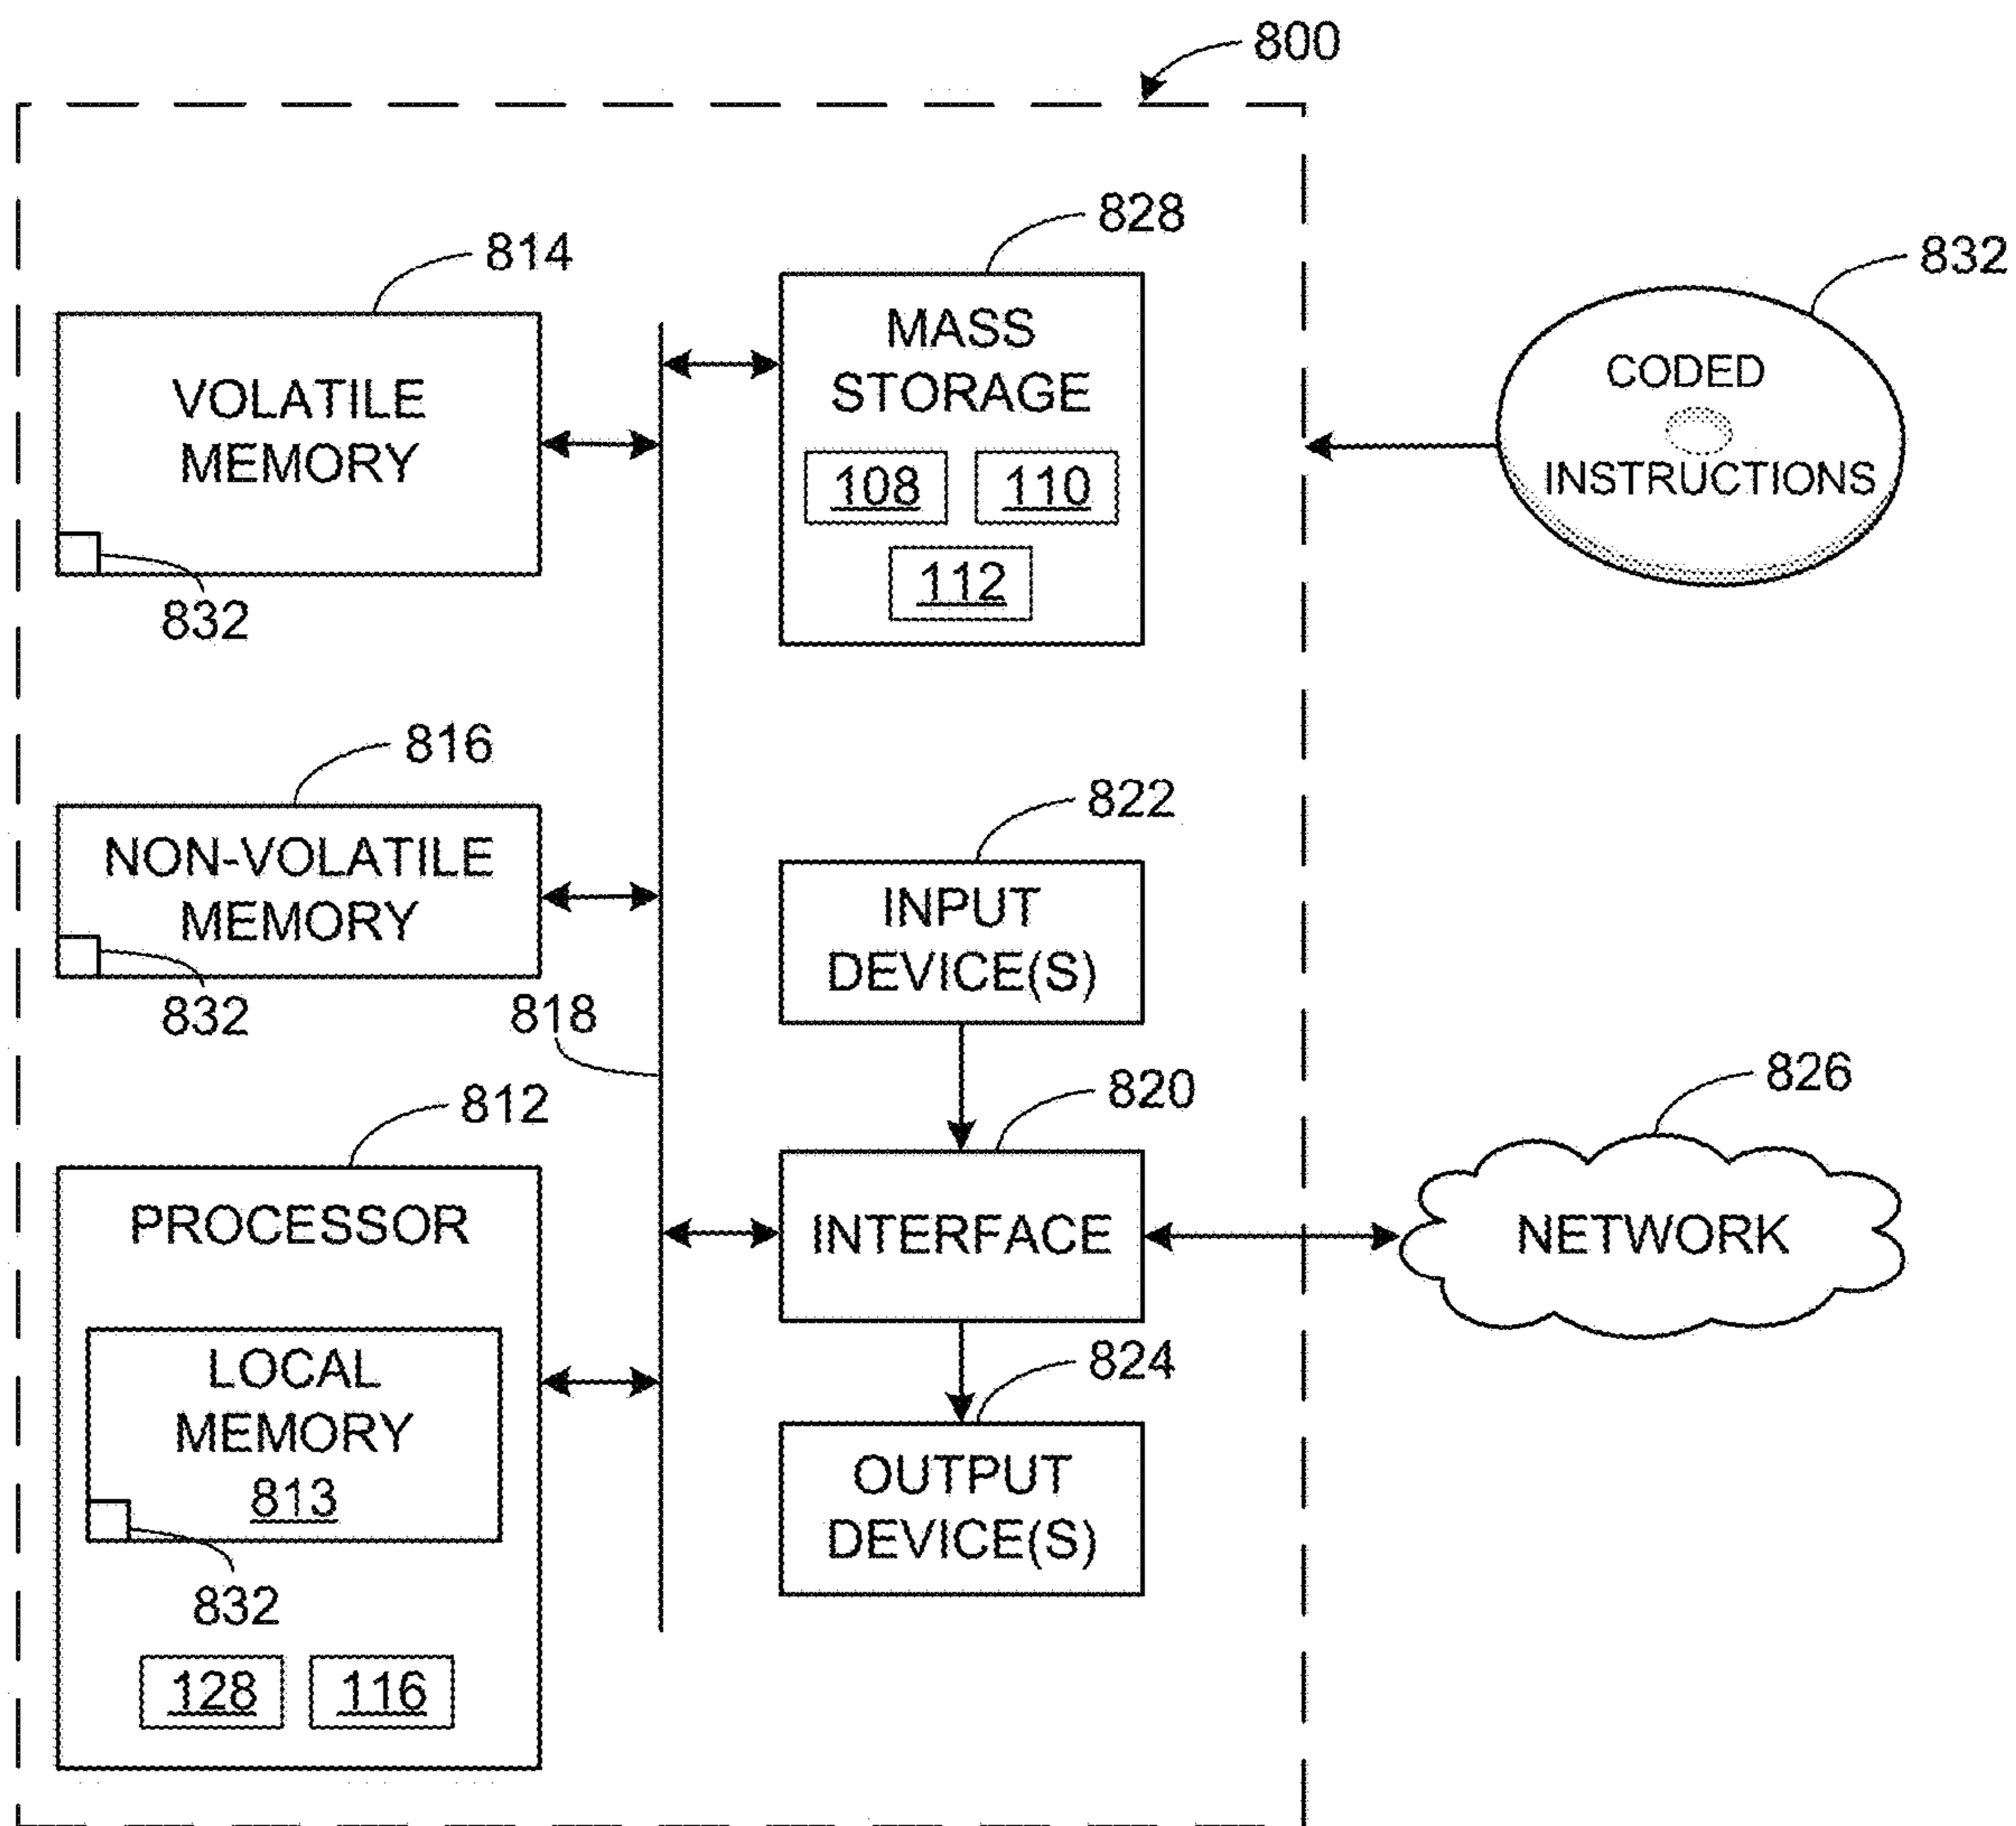 800
814
VOLATILE
MEMORY
832
828
MASS
STORAGE
108 110
112
832
CODED
INSTRUCTIONS
816
NON-VOLATILE
MEMORY
832
818
822
INPUT
DEVICE(S)
812
PROCESSOR
LOCAL
MEMORY
813
832
128 116
820
INTERFACE
826
NETWORK
824
OUTPUT
DEVICE(S)